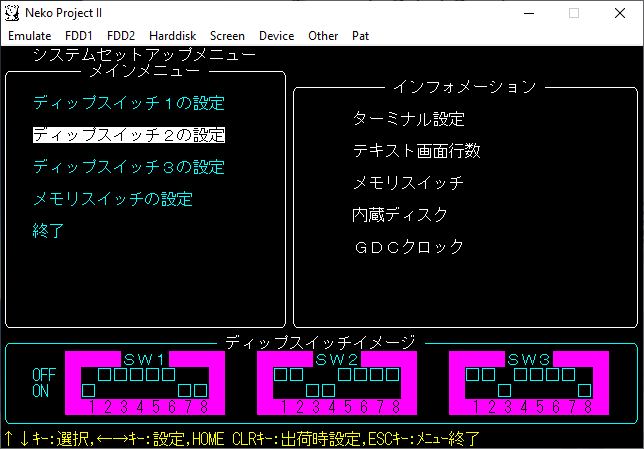 Neko Project II
Emulate FDD1 FDD2 Harddisk Screen Device Other Pat
システムセットアップメニュー
メインメニュー
ディップスイッチ１の設定
ディップスイッチ２の設定
ディップスイッチ３の設定
メモリスイッチの設定
終了
インフォメーション
ターミナル設定
テキスト画面行数
メモリスイッチ
内蔵ディスク
ＧＤＣクロック
ディップスイッチイメージ
ＳＷ１ ＳＷ２ ＳＷ３
OFF
ON
1 2 3 4 5 6 7 8 1 2 3 4 5 6 7 8 1 2 3 4 5 6 7 8
↑↓ｷｰ:選択,←→ｷｰ:設定,HOME CLRｷｰ:出荷時設定,ESCｷｰ:ﾒﾆｭｰ終了